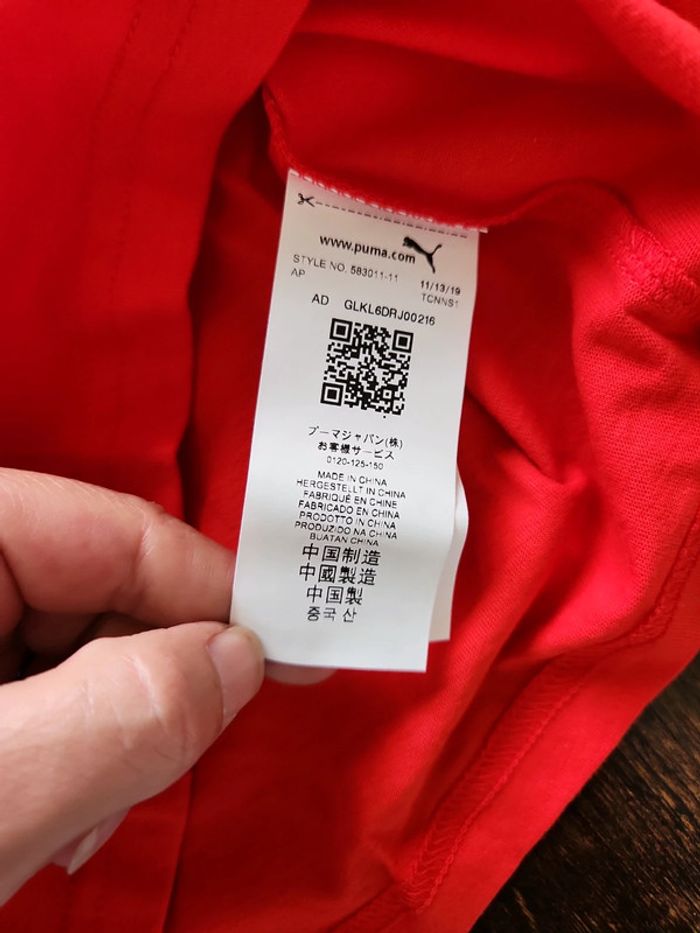 www.puma.com
STYLE NO. 583011-11 11/13/19
AP TCNNS1
AD GLKL6DRJ00216
プーマジャパン(株)
お客様サービス
0120-125-150
MADE IN CHINA
HERGESTELLT IN CHINA
FABRIQUÉ EN CHINE
FABRICADO EN CHINA
PRODOTTO IN CHINA
PRODUZIDO NA CHINA
BUATAN CHINA
中国制造
中國製造
中国製
중국 산